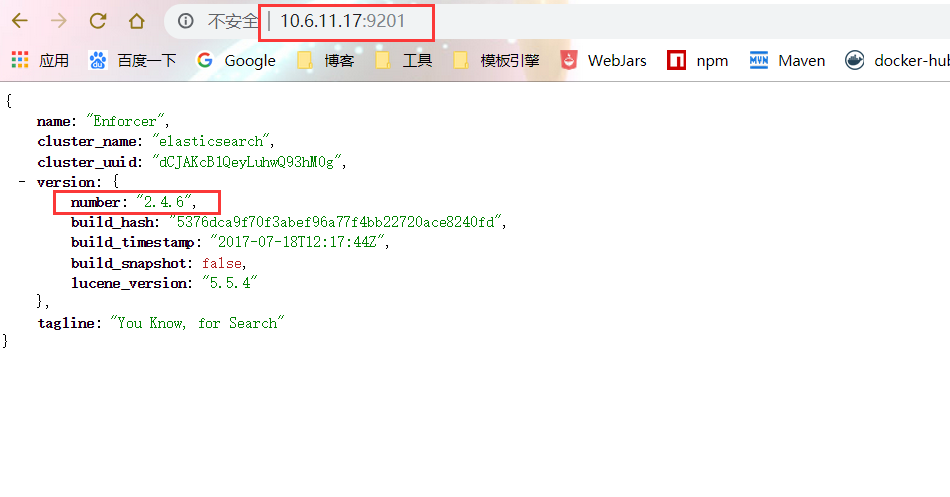 不安全 | 10.6.11.17:9201
应用 百度一下 Google 博客 工具 模板引擎 WebJars npm Maven docker-hub
{
name: "Enforcer",
cluster_name: "elasticsearch",
cluster_uuid: "dCJAKcB1QeyLuhwQ93hM0g",
- version: {
number: "2.4.6",
build_hash: "5376dca9f70f3abef96a77f4bb22720ace8240fd",
build_timestamp: "2017-07-18T12:17:44Z",
build_snapshot: false,
lucene_version: "5.5.4"
},
tagline: "You Know, for Search"
}